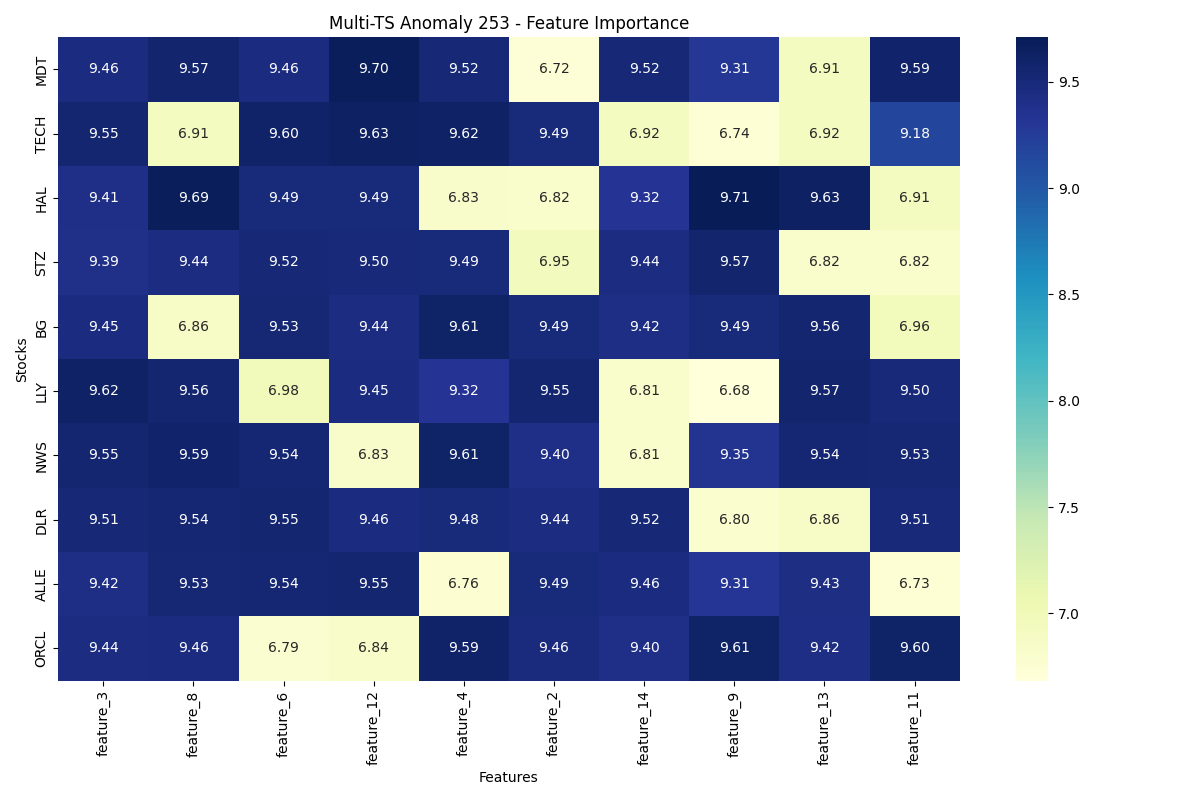 Multi-TS Anomaly 253 - Feature Importance
Stocks
MDT 9.46 9.57 9.46 9.70 9.52 6.72 9.52 9.31 6.91 9.59
TECH 9.55 6.91 9.60 9.63 9.62 9.49 6.92 6.74 6.92 9.18
HAL 9.41 9.69 9.49 9.49 6.83 6.82 9.32 9.71 9.63 6.91
STZ 9.39 9.44 9.52 9.50 9.49 6.95 9.44 9.57 6.82 6.82
BG 9.45 6.86 9.53 9.44 9.61 9.49 9.42 9.49 9.56 6.96
LLY 9.62 9.56 6.98 9.45 9.32 9.55 6.81 6.68 9.57 9.50
NWS 9.55 9.59 9.54 6.83 9.61 9.40 6.81 9.35 9.54 9.53
DLR 9.51 9.54 9.55 9.46 9.48 9.44 9.52 6.80 6.86 9.51
ALLE 9.42 9.53 9.54 9.55 6.76 9.49 9.46 9.31 9.43 6.73
ORCL 9.44 9.46 6.79 6.84 9.59 9.46 9.40 9.61 9.42 9.60
feature_3 feature_8 feature_6 feature_12 feature_4 feature_2 feature_14 feature_9 feature_13 feature_11
Features
9.5
9.0
8.5
8.0
7.5
7.0